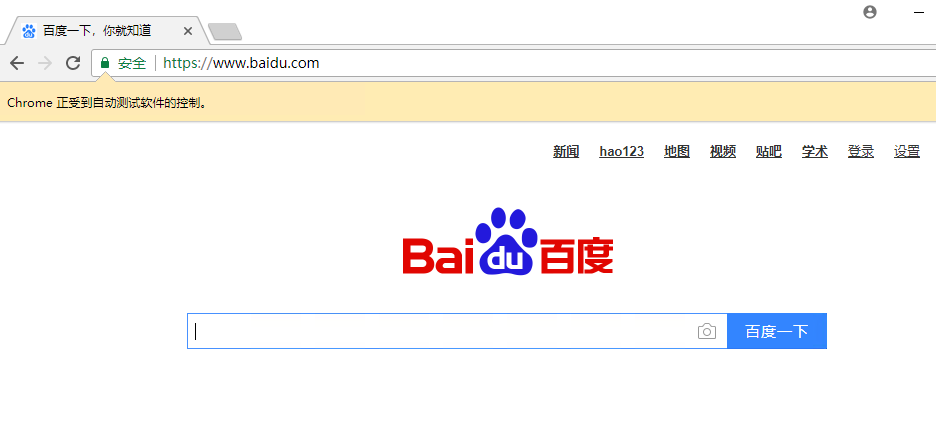 百度一下，你就知道
安全 https://www.baidu.com
Chrome 正受到自动测试软件的控制。
新闻 hao123 地图 视频 贴吧 学术 登录 设置
Bai du 百度
百度一下